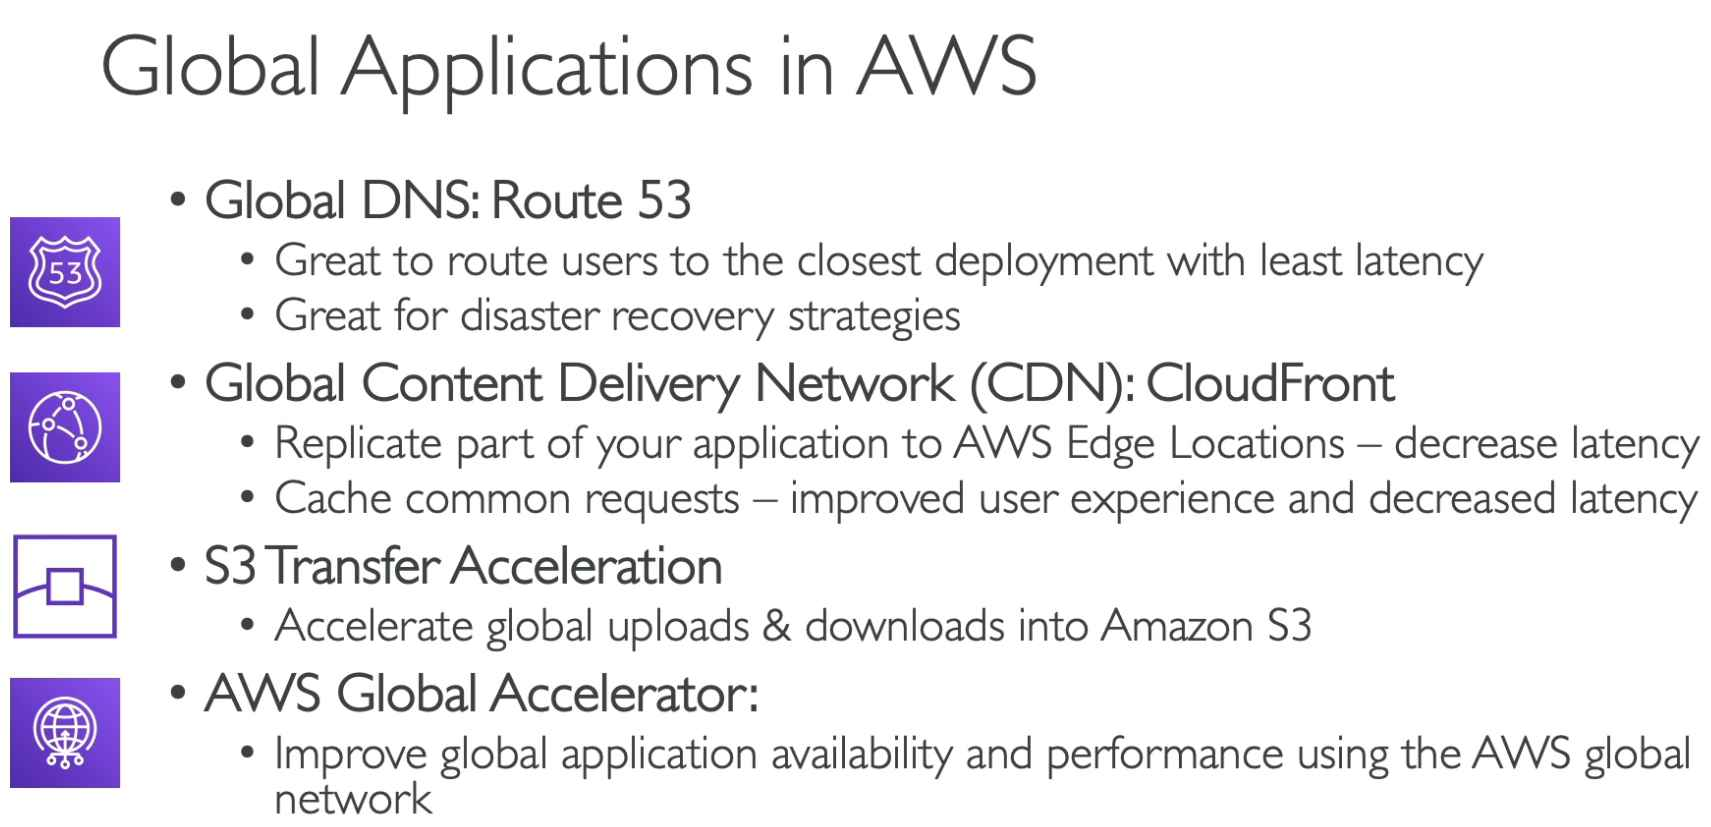 Global Applications in AWS
• Global DNS: Route 53
53
• Great to route users to the closest deployment with least latency
• Great for disaster recovery strategies
• Global Content Delivery Network (CDN): CloudFront
• Replicate part of your application to AWS Edge Locations – decrease latency
• Cache common requests – improved user experience and decreased latency
• S3 Transfer Acceleration
• Accelerate global uploads & downloads into Amazon S3
• AWS Global Accelerator:
• Improve global application availability and performance using the AWS global
network